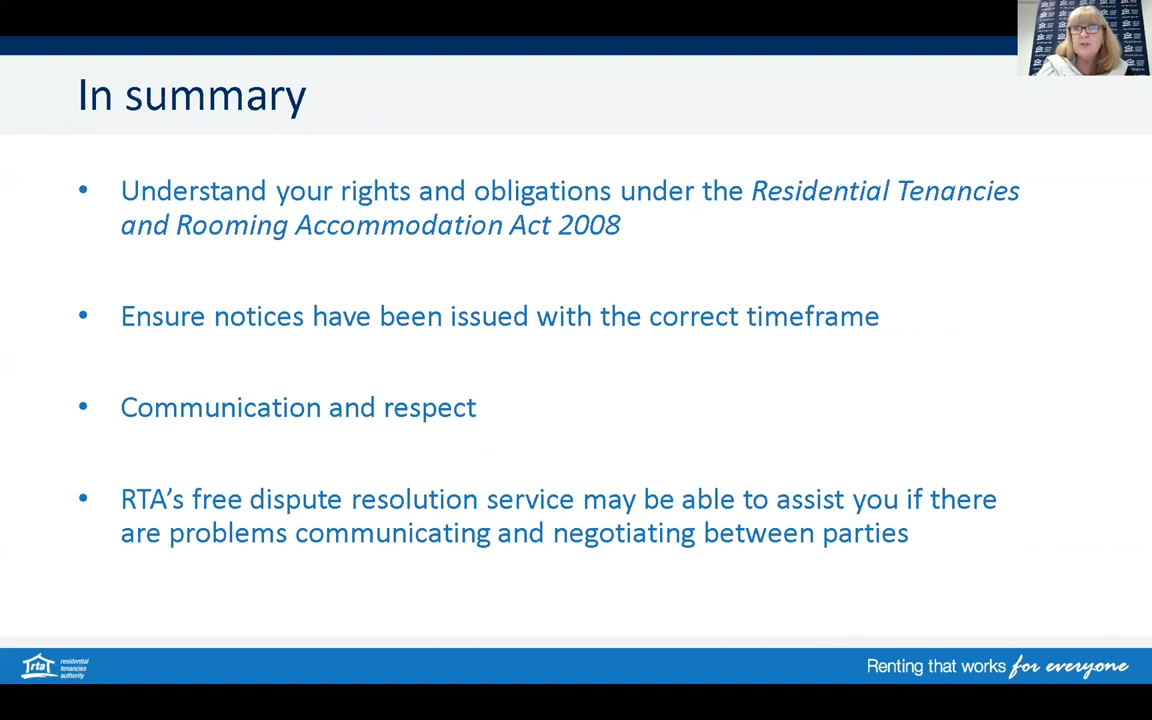 In summary
• Understand your rights and obligations under the Residential Tenancies
and Rooming Accommodation Act 2008
• Ensure notices have been issued with the correct timeframe
• Communication and respect
• RTA’s free dispute resolution service may be able to assist you if there
are problems communicating and negotiating between parties
rta
residential
tenancies
authority
Renting that works for everyone